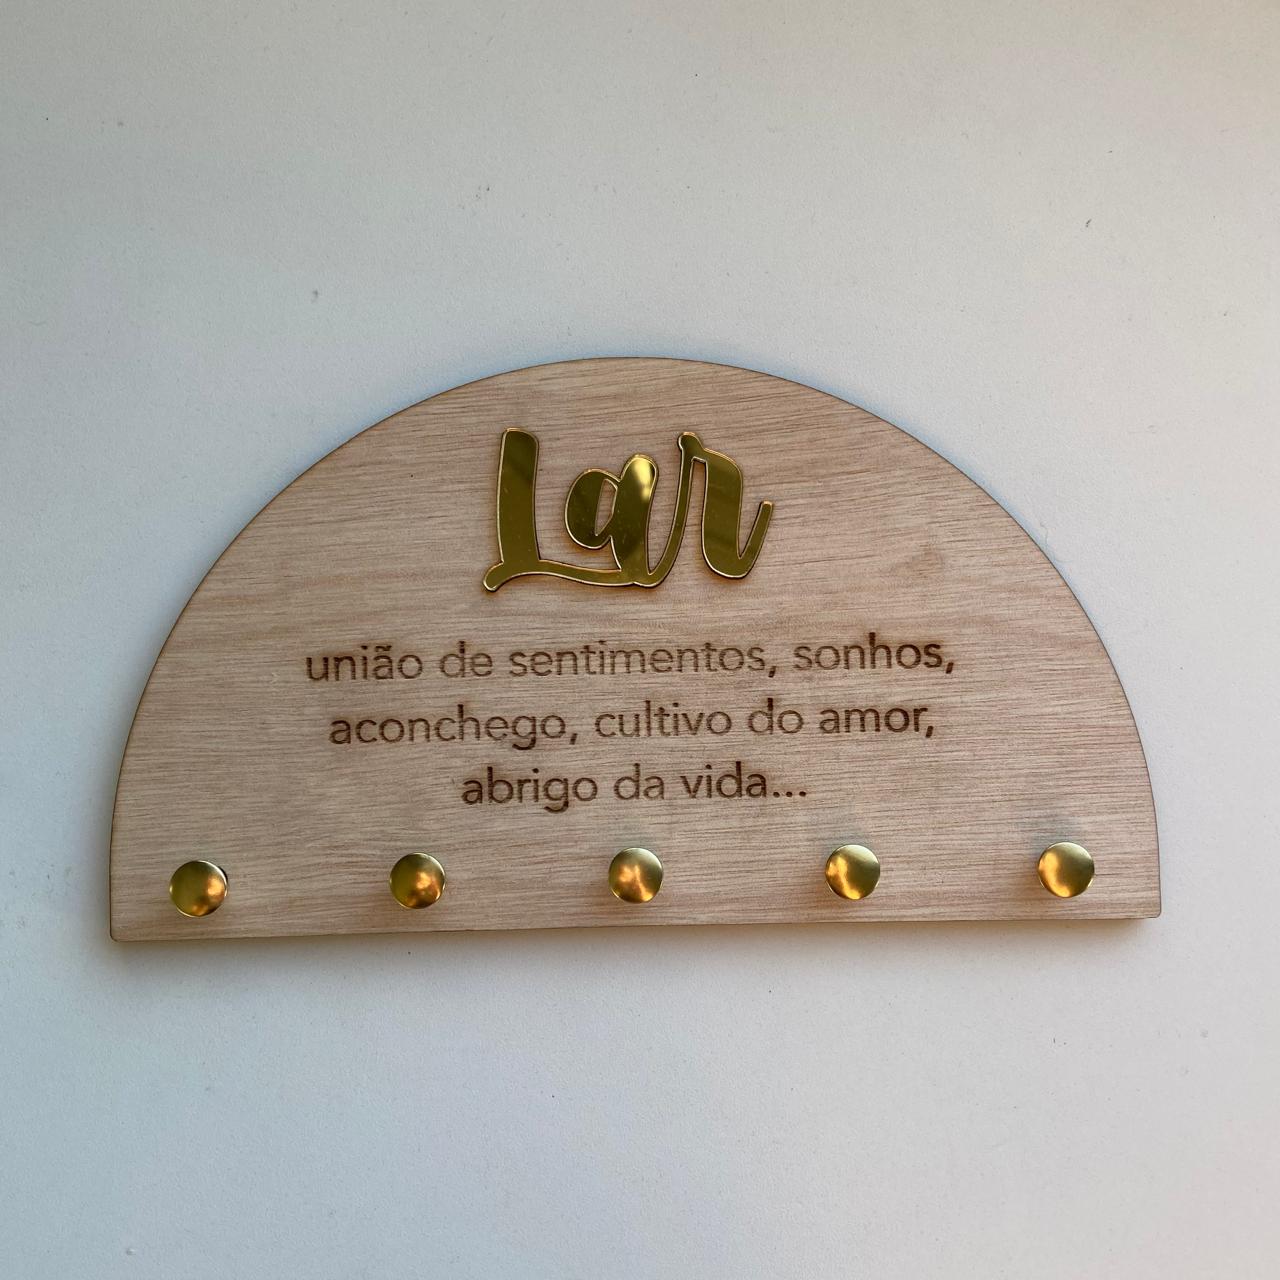 Lar
união de sentimentos, sonhos,
aconchego, cultivo do amor,
abrigo da vida...